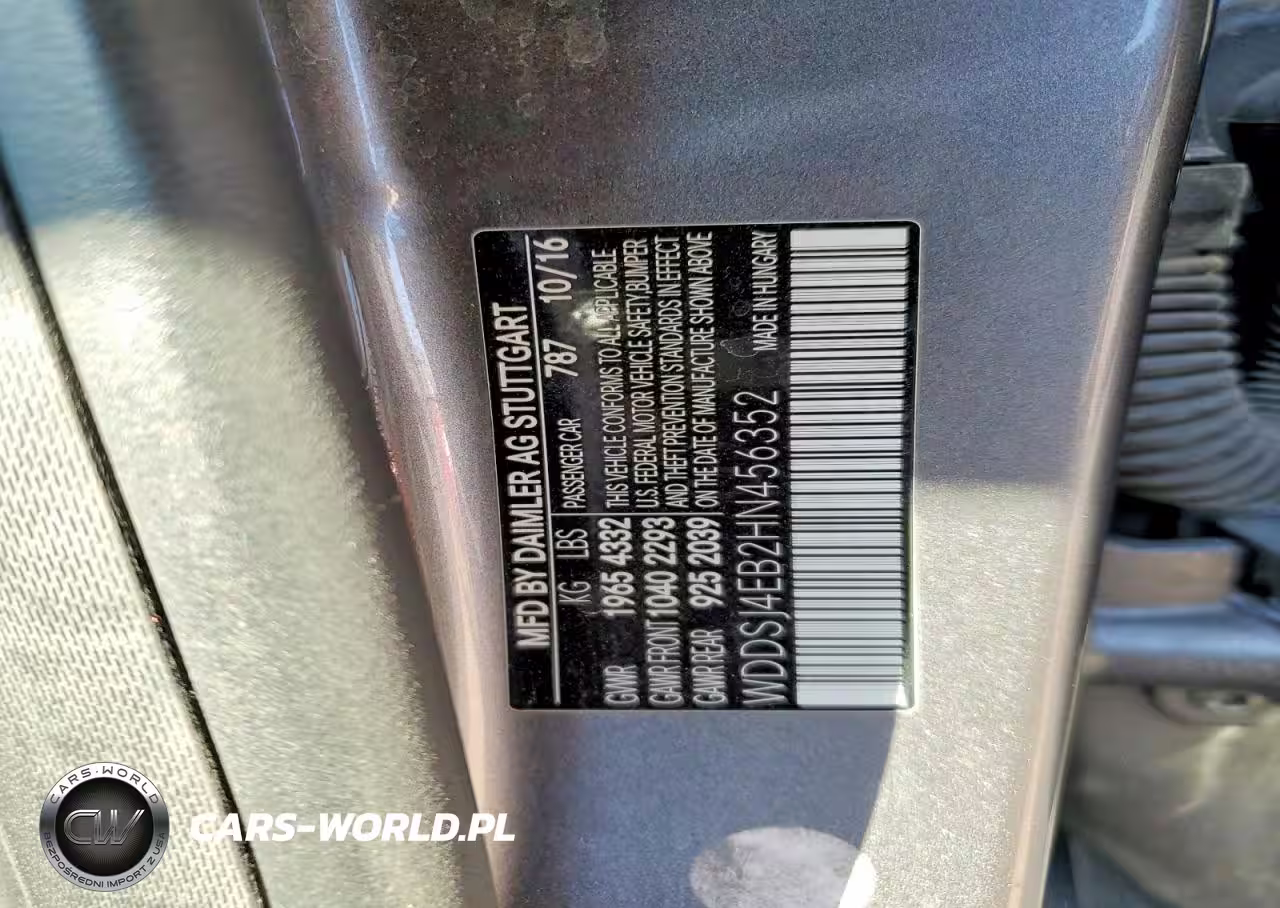 MFD BY DAIMLER AG STUTTGART
KG LBS PASSENGER CAR 787 10/16
GVWR 1965 4332 THIS VEHICLE CONFORMS TO ALL APPLICABLE
U.S. FEDERAL MOTOR VEHICLE SAFETY, BUMPER
GAWR FRONT 1040 2293 AND THEFT PREVENTION STANDARDS IN EFFECT
GAWR REAR 925 2039 ON THE DATE OF MANUFACTURE SHOWN ABOVE
WDDSJ4EB2HN456352 MADE IN HUNGARY
CARS-WORLD
CW
BEZPOŚREDNI IMPORT Z USA
CARS-WORLD.PL